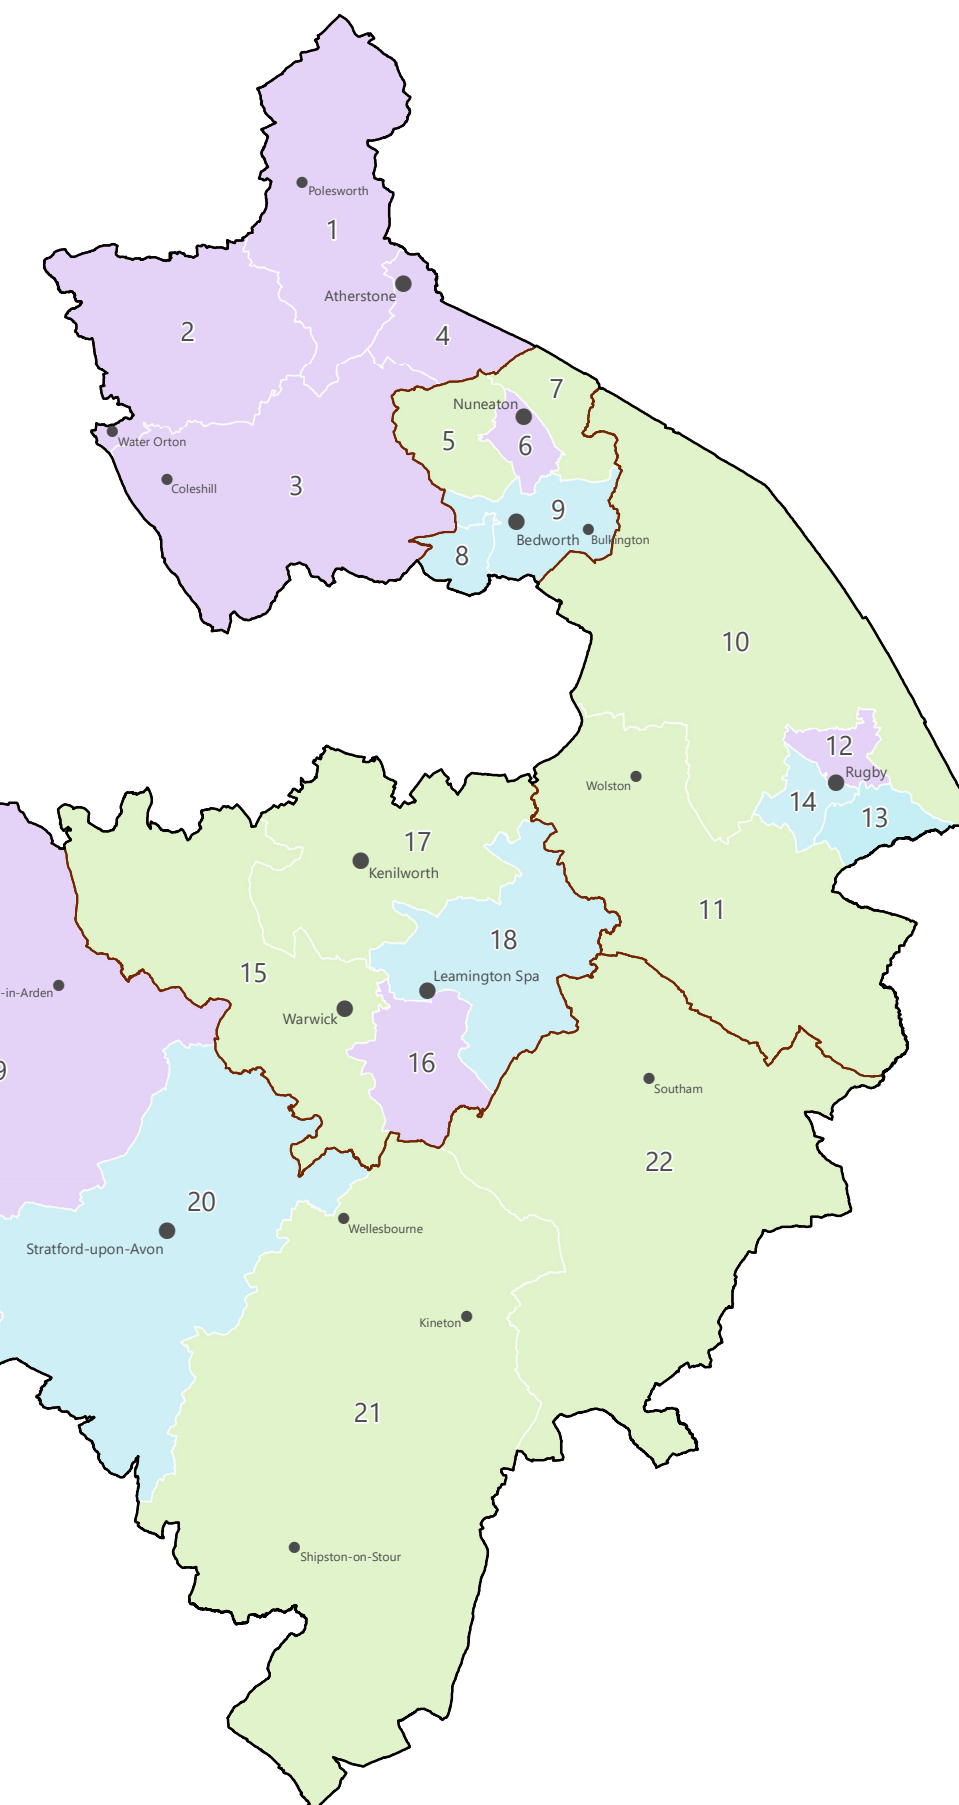 Polesworth
1
Atherstone
2
4
7
Nuneaton
5
6
Water Orton
Coleshill
3
9
Bedworth
Bulkington
8
10
12
Rugby
Wolston
14
13
17
Kenilworth
11
18
15
Leamington Spa
-in-Arden
Warwick
16
9
Southam
22
20
Wellesbourne
Stratford-upon-Avon
Kineton
21
Shipston-on-Stour